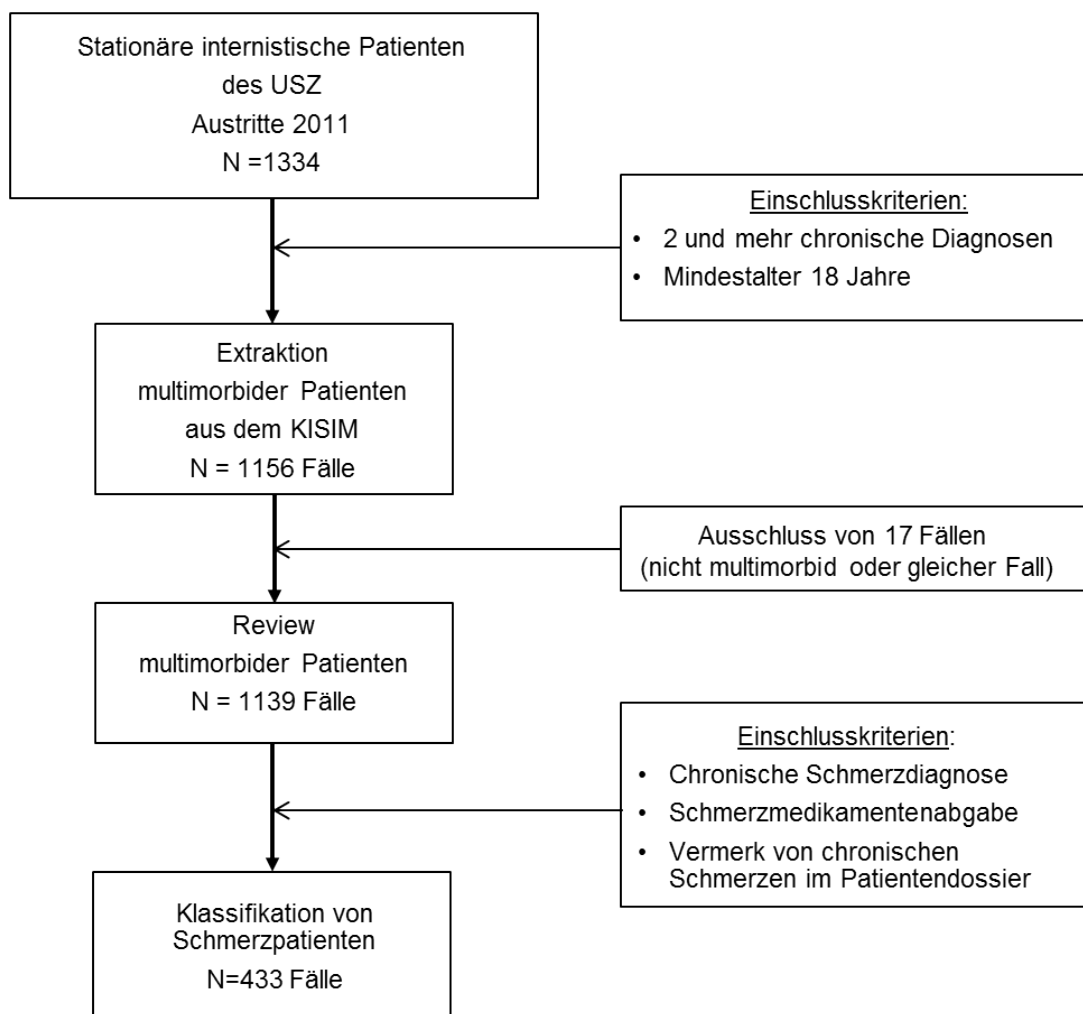 Stationäre internistische Patienten
des USZ
Austritte 2011
N =1334
Einschlusskriterien:
• 2 und mehr chronische Diagnosen
• Mindestalter 18 Jahre
Extraktion
multimorbider Patienten
aus dem KISIM
N = 1156 Fälle
Ausschluss von 17 Fällen
(nicht multimorbid oder gleicher Fall)
Review
multimorbider Patienten
N = 1139 Fälle
Einschlusskriterien:
• Chronische Schmerzdiagnose
• Schmerzmedikamentenabgabe
• Vermerk von chronischen
Schmerzen im Patientendossier
Klassifikation von
Schmerzpatienten
N=433 Fälle